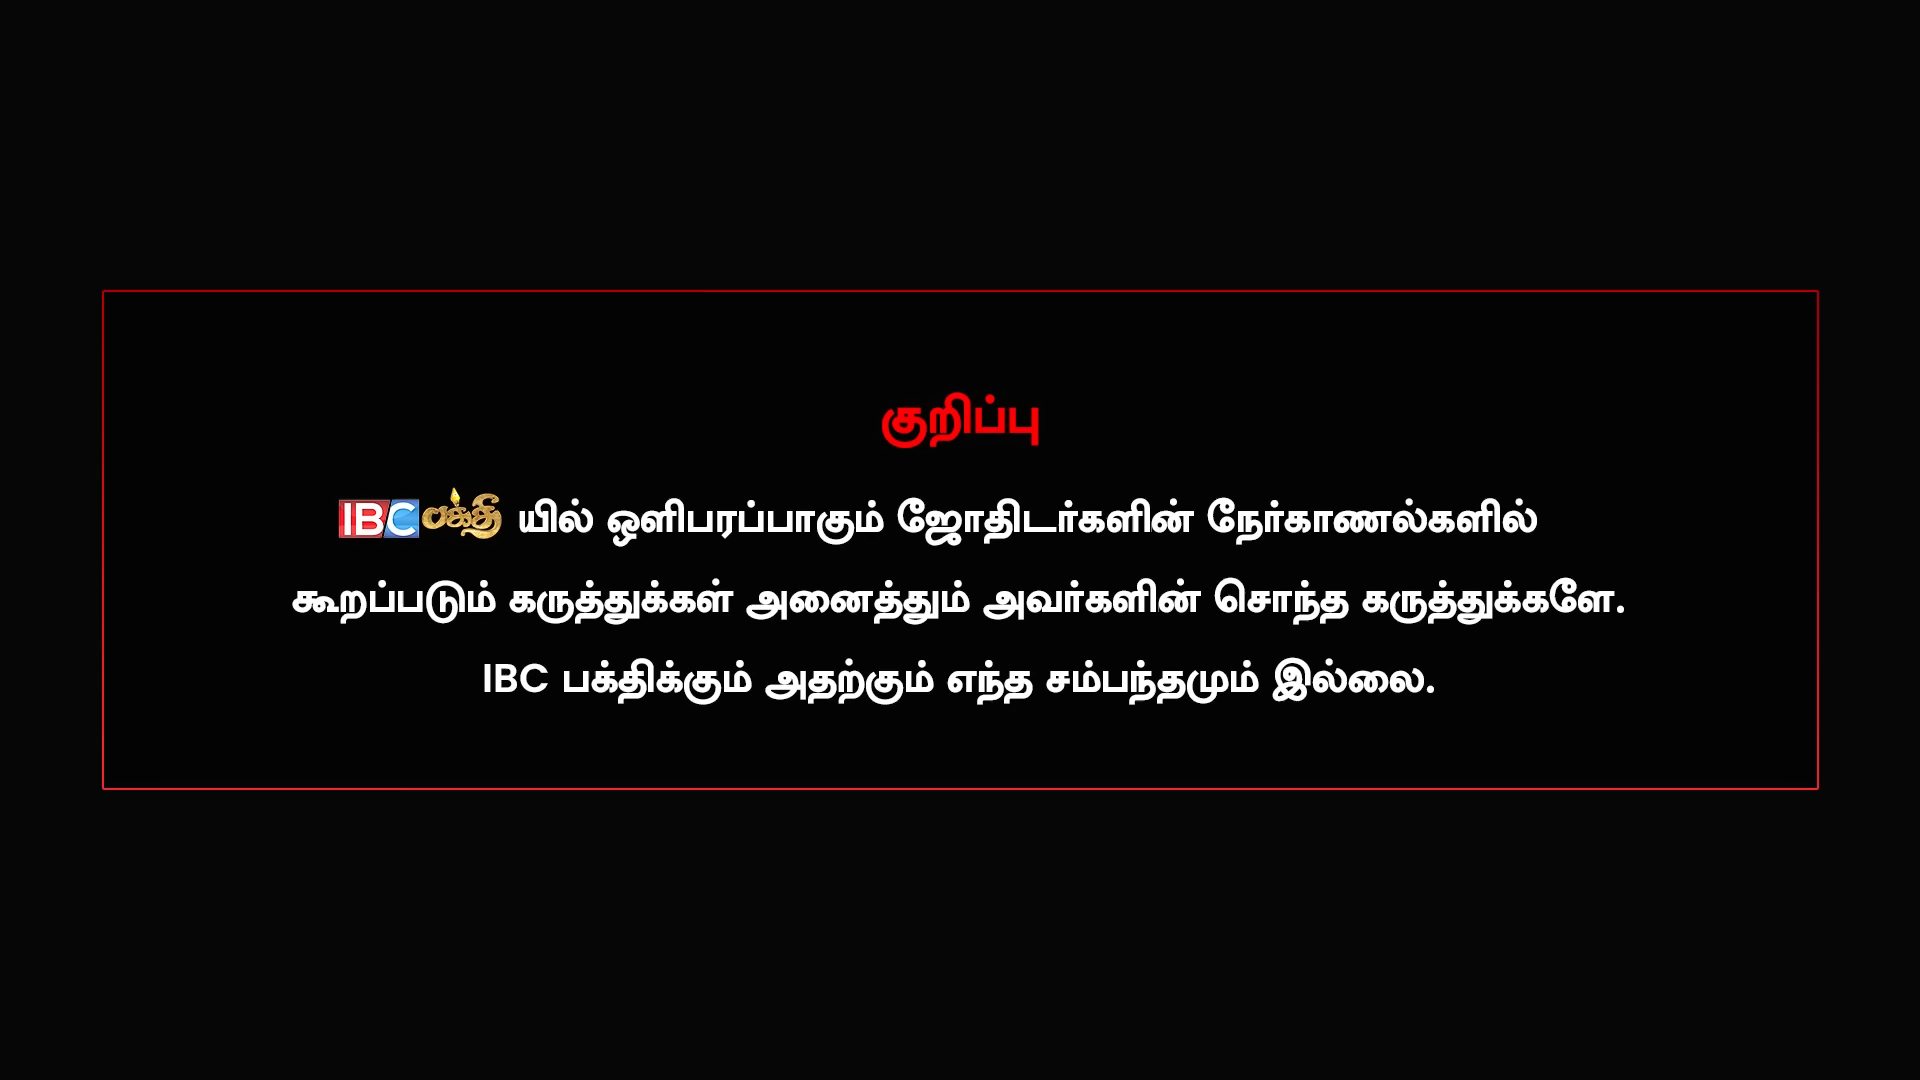 குறிப்பு
IBC பக்தி யில் ஒளிபரப்பாகும் ஜோதிடர்களின் நேர்காணல்களில்
கூறப்படும் கருத்துக்கள் அனைத்தும் அவர்களின் சொந்த கருத்துக்களே.
IBC பக்திக்கும் அதற்கும் எந்த சம்பந்தமும் இல்லை.